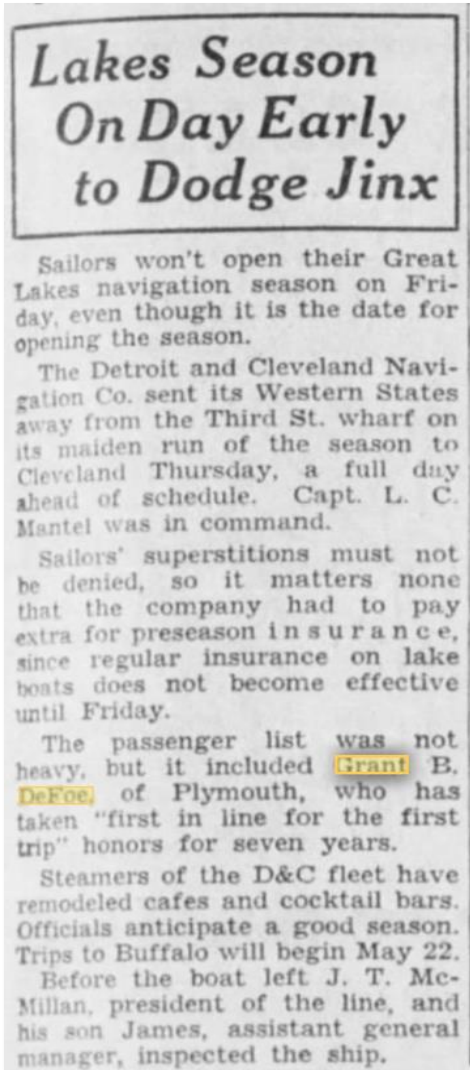 Lakes Season
On Day Early
to Dodge Jinx
Sailors won't open their Great
Lakes navigation season on Fri-
day, even though it is the date for
opening the season.
The Detroit and Cleveland Navi-
gation Co. sent its Western States
away from the Third St. wharf on
its maiden run of the season to
Cleveland Thursday, a full day
ahead of schedule. Capt. L. C.
Mantel was in command.
Sailors' superstitions must not
be denied, so it matters none
that the company had to pay
extra for preseason insurance,
since regular insurance on lake
boats does not become effective
until Friday.
The passenger list was not
heavy, but it included Grant B.
DeFoe, of Plymouth, who has
taken "first in line for the first
trip" honors for seven years.
Steamers of the D&C fleet have
remodeled cafes and cocktail bars.
Officials anticipate a good season.
Trips to Buffalo will begin May 22.
Before the boat left J. T. Mc-
Millan, president of the line, and
his son James, assistant general
manager, inspected the ship.